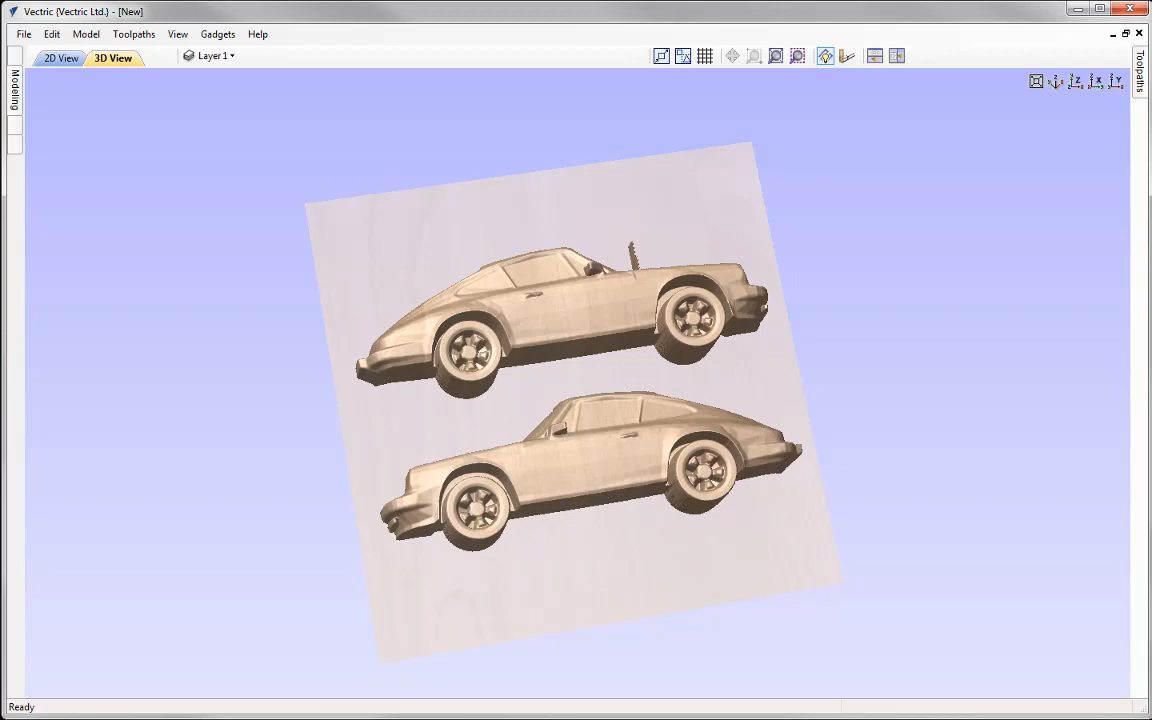 Vectric {Vectric Ltd.} - [New]
File Edit Model Toolpaths View Gadgets Help
2D View 3D View Layer 1
Modeling
Toolpaths
Ready